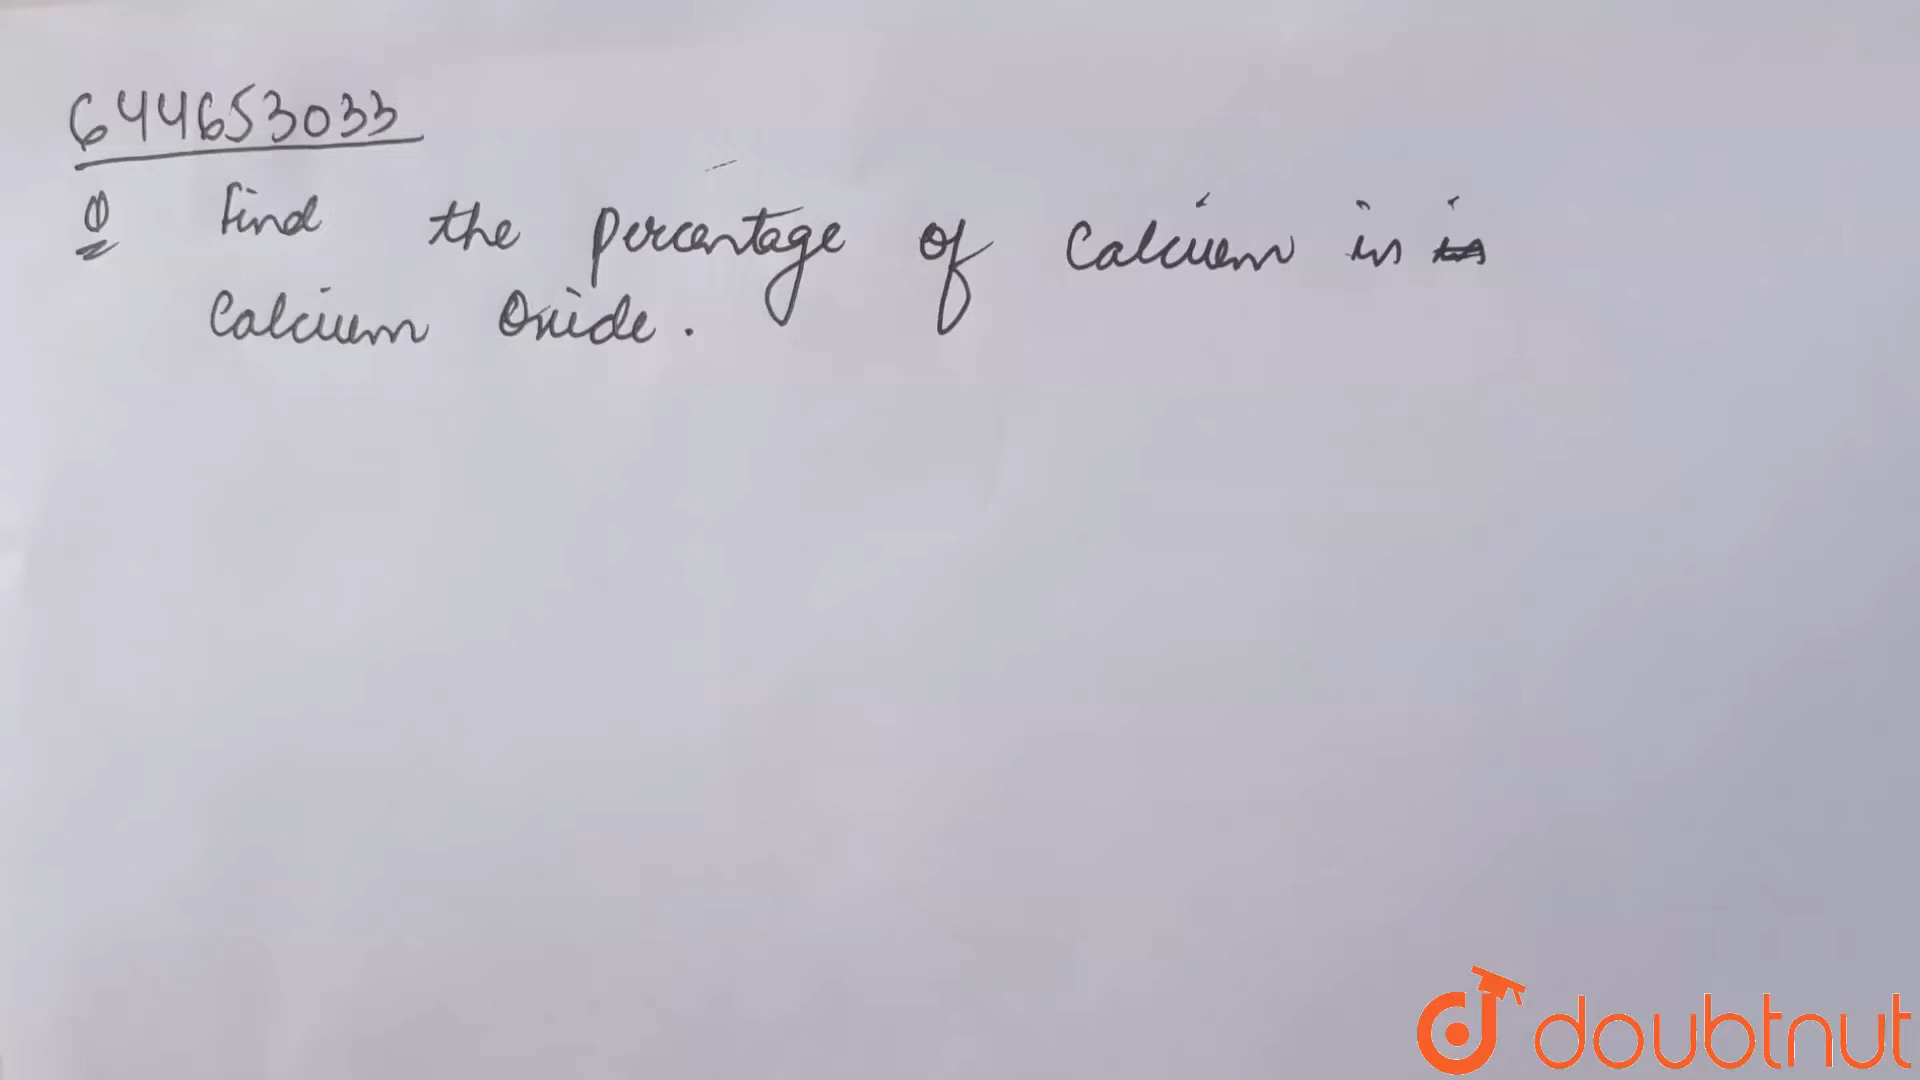 644653033
Q Find the percentage of Calcium in
Calcium Oxide.
doubtnut